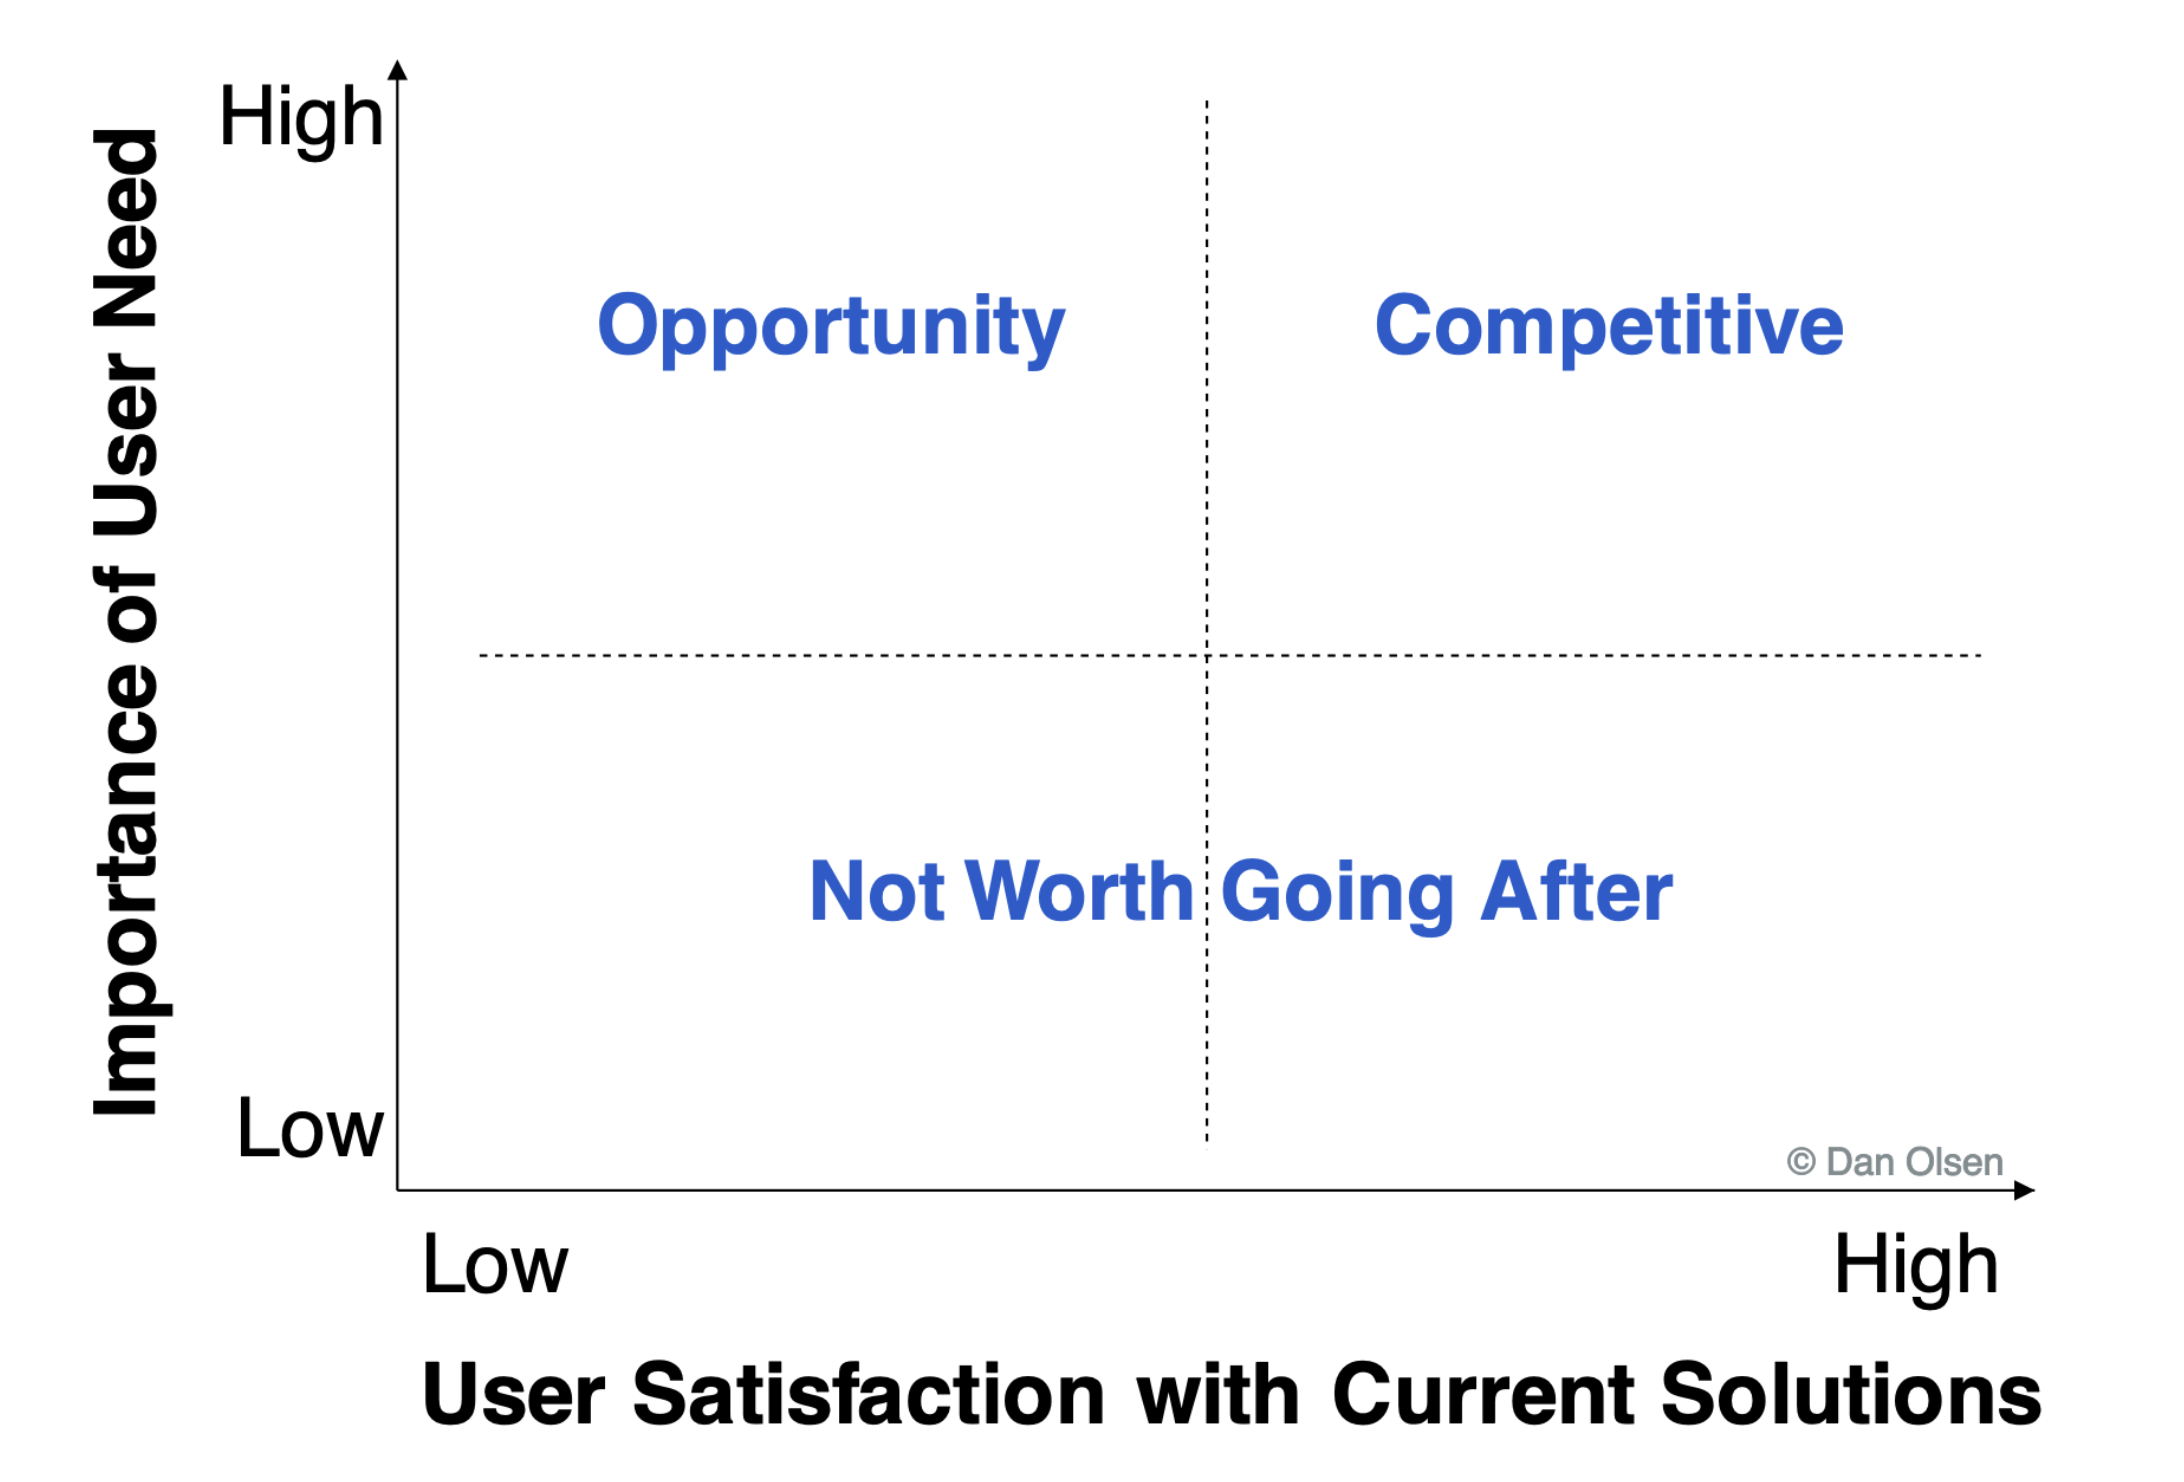 Importance of User Need
High
Opportunity
Competitive
Not Worth Going After
Low
© Dan Olsen
Low
High
User Satisfaction with Current Solutions